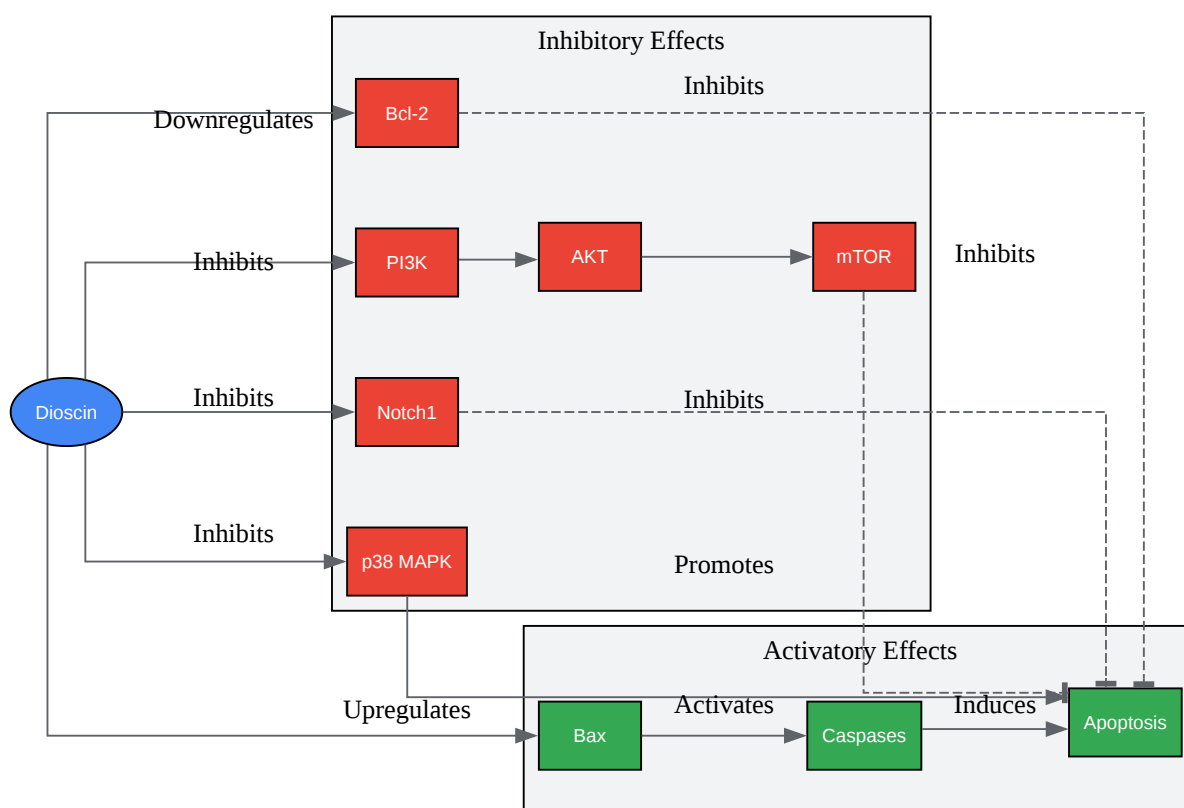 Inhibitory Effects
Inhibits
Bcl-2
Downregulates
Inhibits
PI3K
AKT
mTOR
Inhibits
Dioscin
Inhibits
Notch1
Inhibits
Inhibits
p38 MAPK
Promotes
Activatory Effects
Upregulates
Activates
Induces
Bax
Caspases
Apoptosis